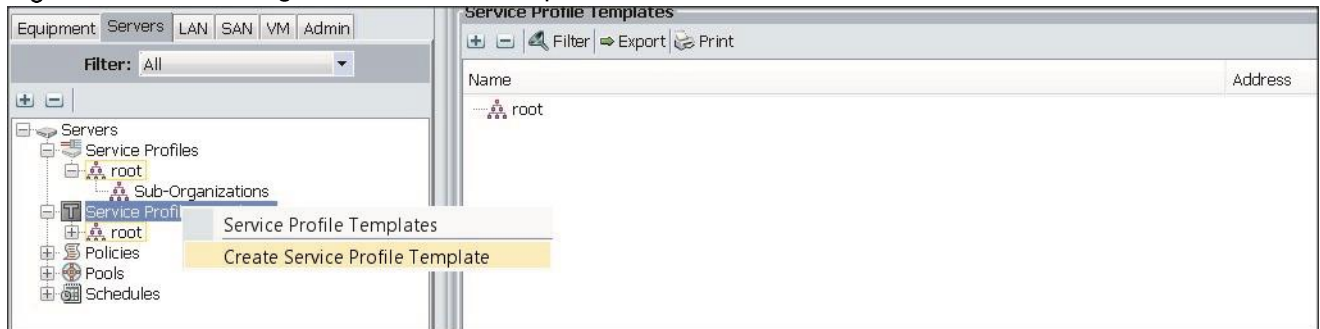 Equipment Servers LAN SAN VM Admin
Filter: All
Servers
Service Profiles
root
Sub-Organizations
Service Profil
root
Policies
Pools
Schedules
Service Profile Templates
Create Service Profile Template
Service Profile Templates
Filter Export Print
Name Address
root